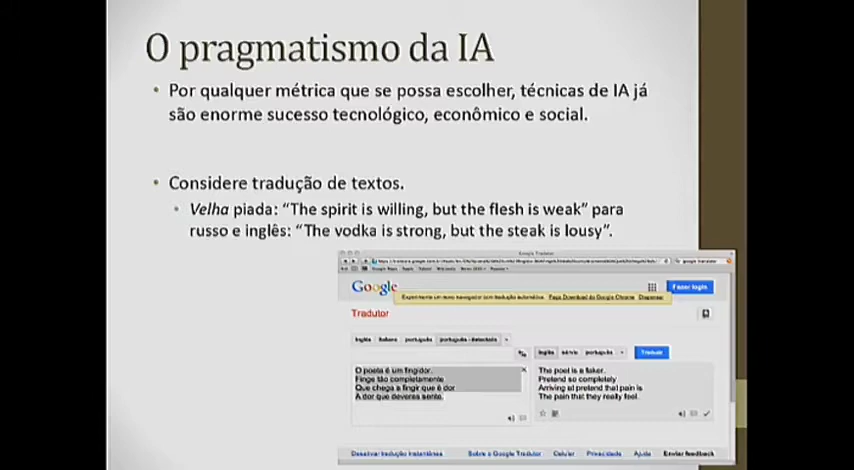 O pragmatismo da IA
• Por qualquer métrica que se possa escolher, técnicas de IA já
são enorme sucesso tecnológico, econômico e social.
• Considere tradução de textos.
• Velha piada: “The spirit is willing, but the flesh is weak” para
russo e inglês: “The vodka is strong, but the steak is lousy”.
Google Tradutor
Google
Fazer login
Experimente um novo navegador com tradução automática. Faça Download do Google Chrome Dispensar
Tradutor
Inglês Italiano português português - detectado
Inglês sérvio português Traduzir
O poeta é um fingidor.
Finge tão completamente
Que chega a fingir que é dor
A dor que deveras sente.
The poet is a faker.
Pretend so completely
Arriving at pretend that pain is
The pain that they really feel.
Desativar tradução instantânea Sobre o Google Tradutor Celular Privacidade Ajuda Enviar feedback